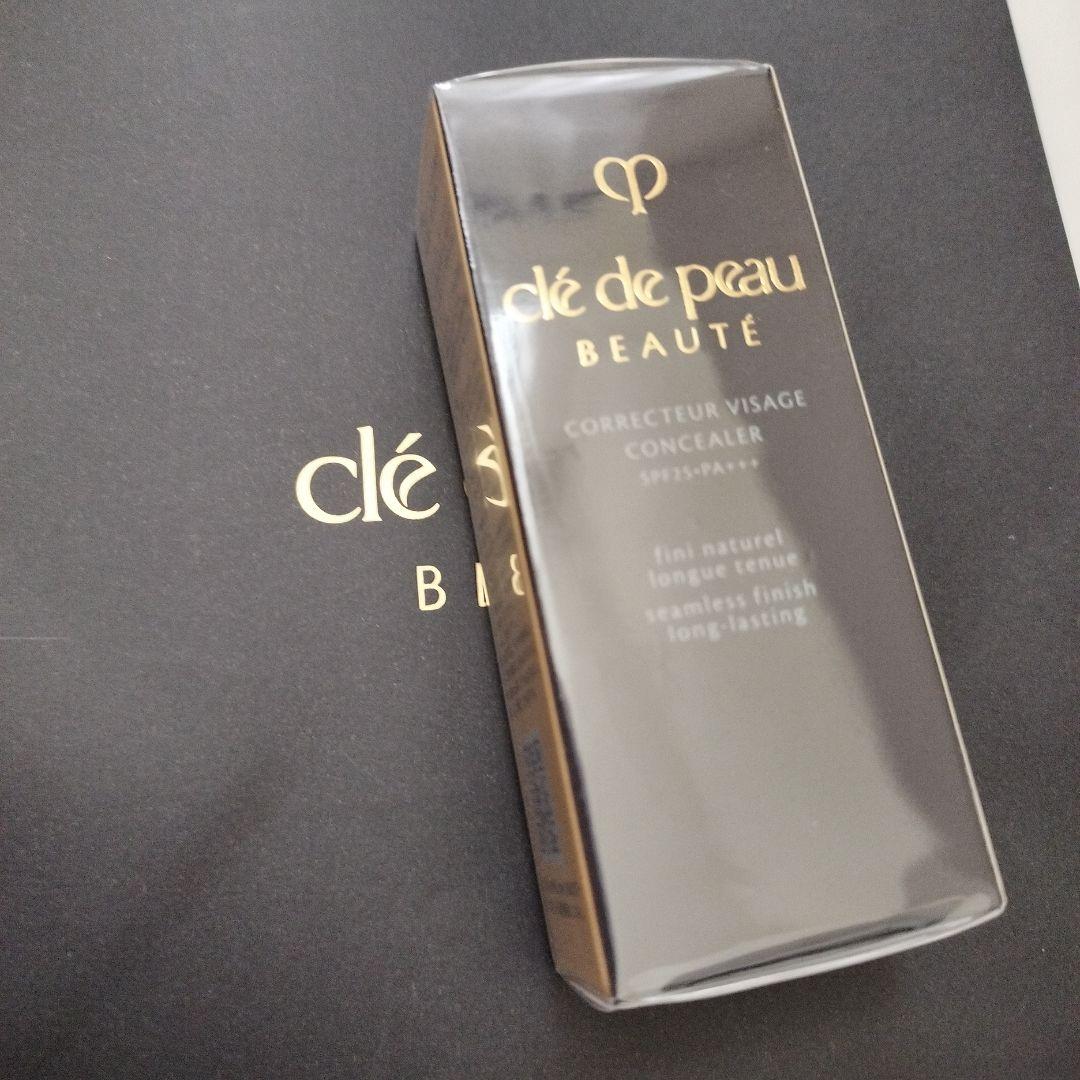 clé de peau
BEAUTÉ
CORRECTEUR VISAGE
CONCEALER
SPF25•PA+++
fini naturel
longue tenue
seamless finish
long-lasting
clé